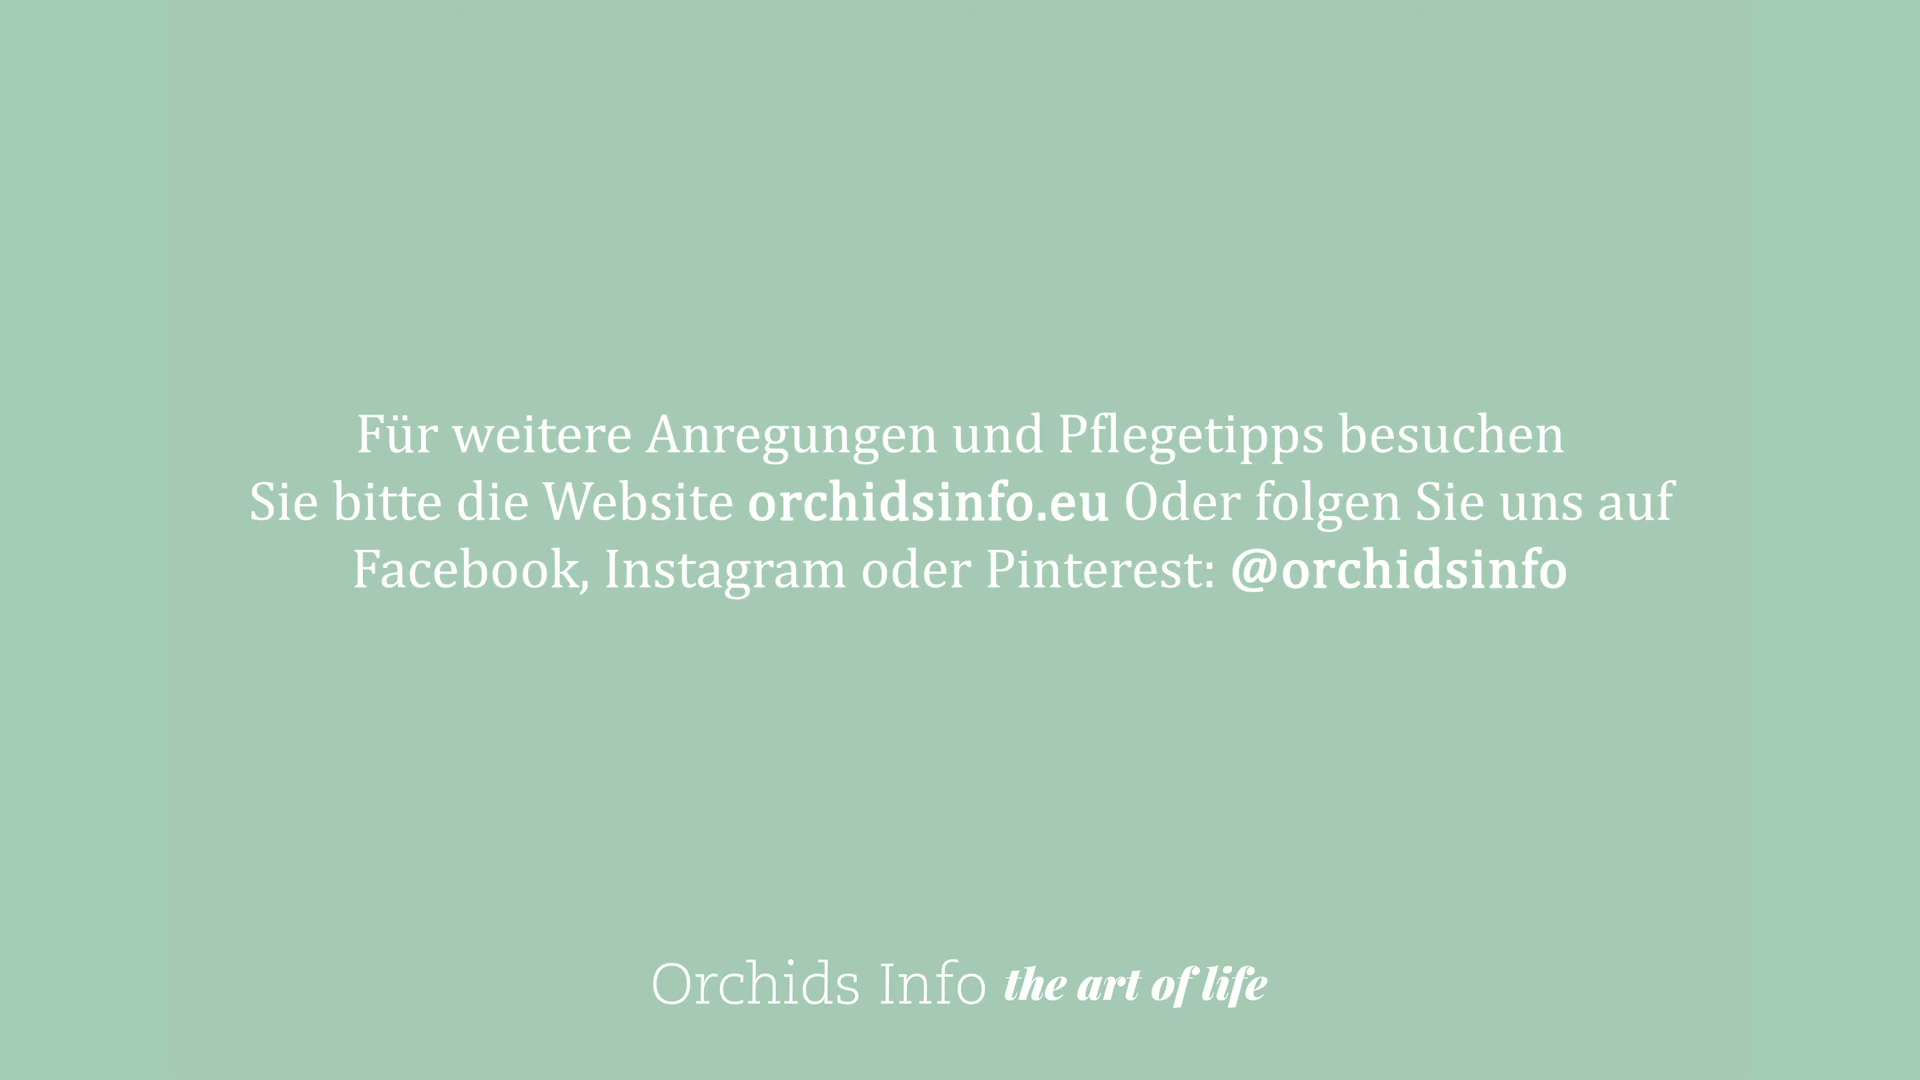 Für weitere Anregungen und Pflegetipps besuchen
Sie bitte die Website orchidsinfo.eu Oder folgen Sie uns auf
Facebook, Instagram oder Pinterest: @orchidsinfo
Orchids Info the art of life